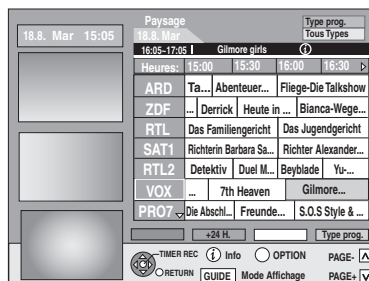 Paysage Type prog.
18.8. Mar 15:05 18.8. Mar Tous Types
16:05~17:05 Gilmore girls
Heures: 15:00 15:30 16:00 16:30
ARD Ta... Abenteuer... Fliege-Die Talkshow
ZDF ... Derrick Heute in ... Bianca-Wege...
RTL Das Familiengericht Das Jugendgericht
SAT1 Richterin Barbara Sa... Richter Alexander...
RTL2 Detektiv Duel M... Beyblade Yu-...
VOX ... 7th Heaven Gilmore...
PRO7 Die Abschl... Freunde... S.O.S Style & ...
+24 H. Type prog.
TIMER REC i Info OPTION PAGE-
RETURN GUIDE Mode Affichage PAGE+